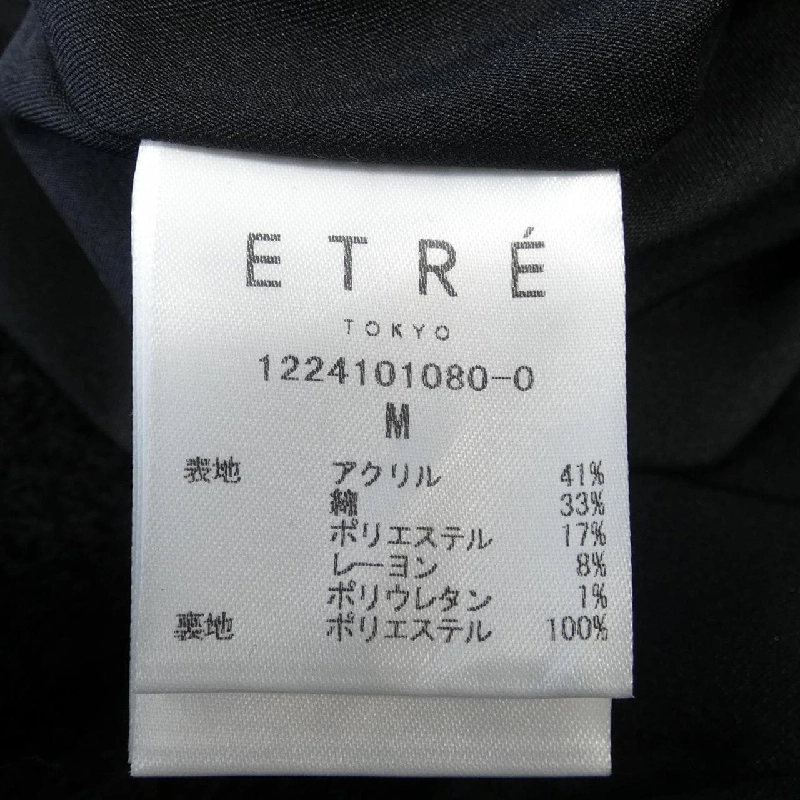 ETRÉ
TOKYO
1224101080-0
M
表地 アクリル 41%
綿 33%
ポリエステル 17%
レーヨン 8%
ポリウレタン 1%
裏地 ポリエステル 100%